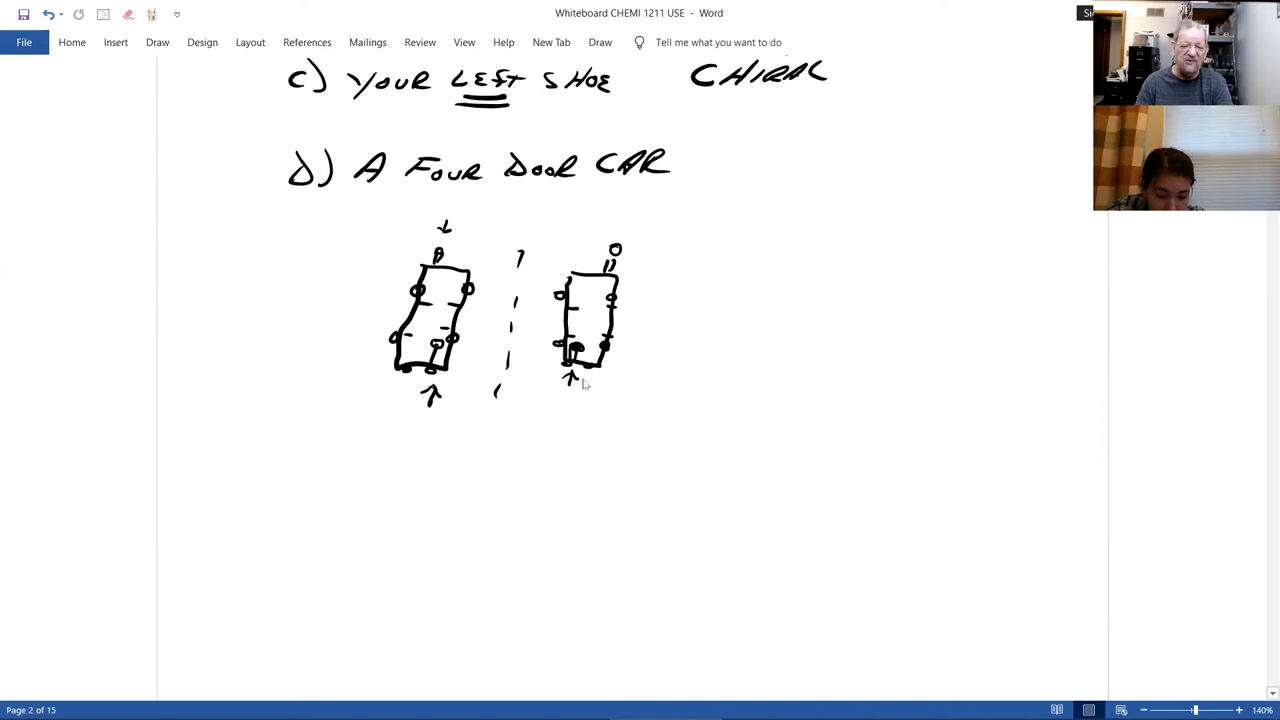 Whiteboard CHEMI 1211 USE - Word
Si
File Home Insert Draw Design Layout References Mailings Review View Help New Tab Draw Tell me what you want to do
C) YOUR LEFT SHOE CHIRAL
D) A FOUR DOOR CAR
Page 2 of 15
140%